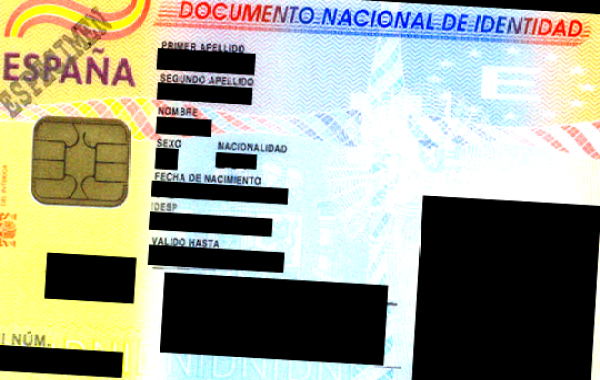 DOCUMENTO NACIONAL DE IDENTIDAD
ESPECIMEN
ESPAÑA
PRIMER APELLIDO
SEGUNDO APELLIDO
NOMBRE
SEXO NACIONALIDAD
FECHA DE NACIMIENTO
IDESP
VALIDO HASTA
NÚM.